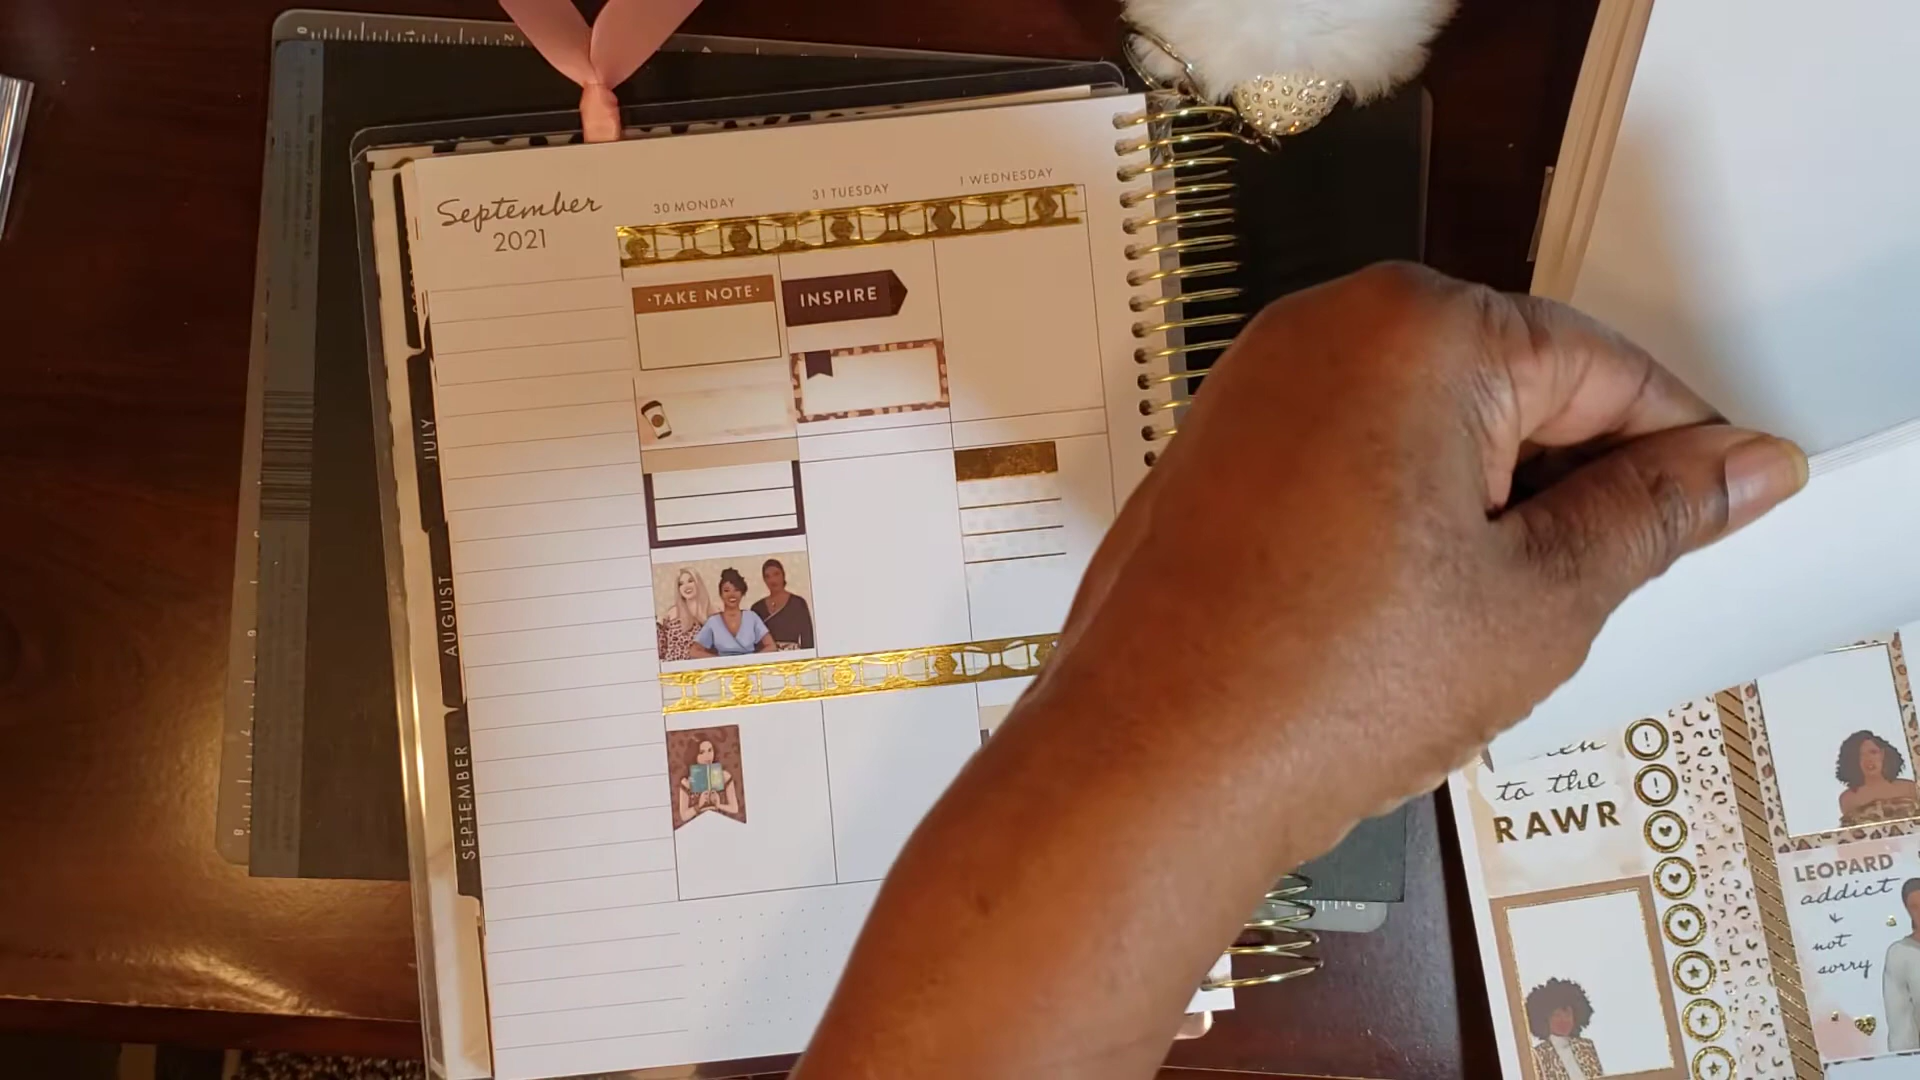 September
2021
30 MONDAY
31 TUESDAY
1 WEDNESDAY
·TAKE NOTE·
INSPIRE
JULY
AUGUST
SEPTEMBER
to the
RAWR
LEOPARD
addict
&
not
sorry